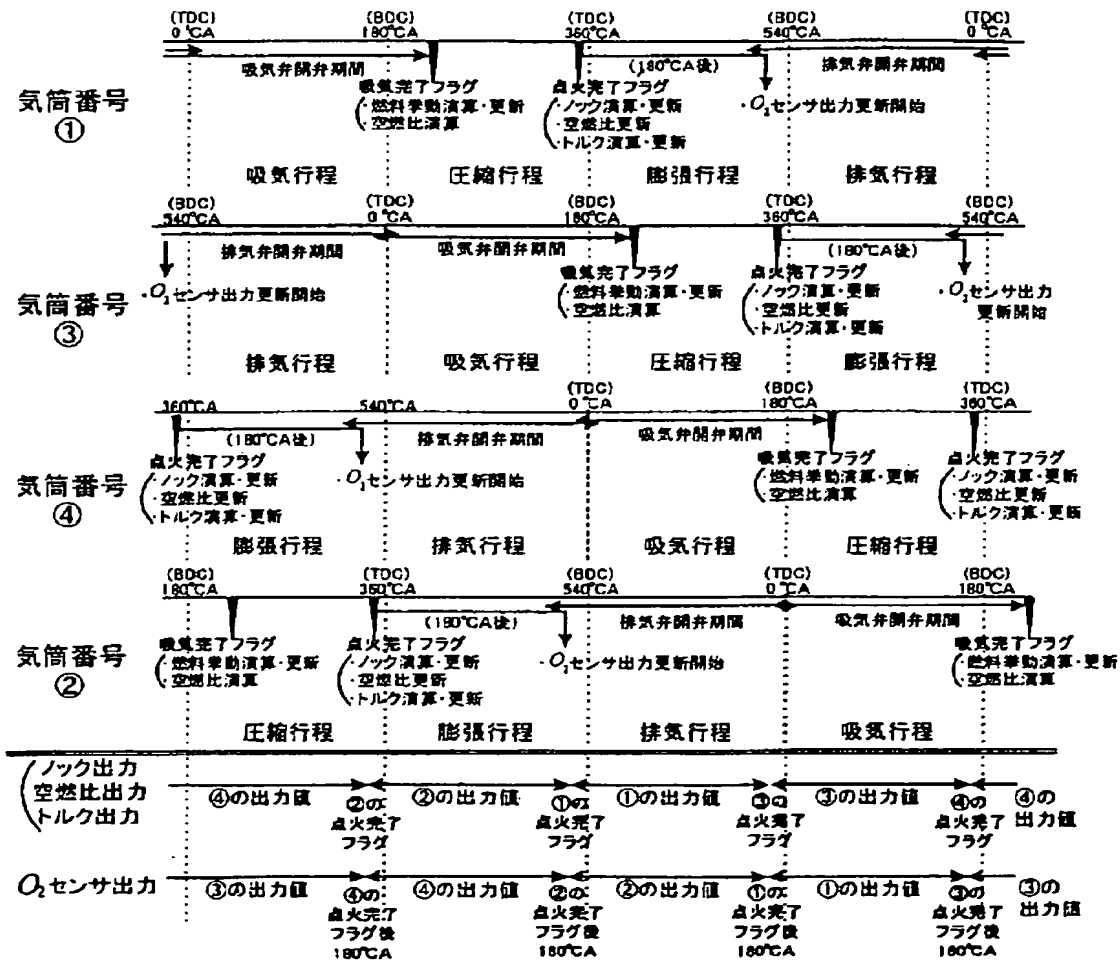 (TDC) (BDC) (TDC) (BDC) (TDC)
0°CA 180°CA 360°CA 540°CA 0°CA
吸気弁開弁期間 (180°CA後) 排気弁開弁期間
気筒番号
①
吸気完了フラグ
・燃料挙動演算・更新
・空燃比演算
点火完了フラグ
・ノック演算・更新
・空燃比更新
・トルク演算・更新
・O₂センサ出力更新開始
吸気行程 圧縮行程 膨張行程 排気行程
(BDC) (TDC) (BDC) (TDC) (BDC)
540°CA 0°CA 180°CA 360°CA 540°CA
排気弁開弁期間 吸気弁開弁期間 (180°CA後)
気筒番号
③
・O₂センサ出力更新開始
吸気完了フラグ
・燃料挙動演算・更新
・空燃比演算
点火完了フラグ
・ノック演算・更新
・空燃比更新
・トルク演算・更新
・O₂センサ出力
更新開始
排気行程 吸気行程 圧縮行程 膨張行程
(TDC) (BDC) (TDC)
360°CA 540°CA 0°CA 180°CA 360°CA
(180°CA後) 排気弁開弁期間 吸気弁開弁期間
気筒番号
④
点火完了フラグ
・ノック演算・更新
・空燃比更新
・トルク演算・更新
・O₂センサ出力更新開始
吸気完了フラグ
・燃料挙動演算・更新
・空燃比演算
点火完了フラグ
・ノック演算・更新
・空燃比更新
・トルク演算・更新
膨張行程 排気行程 吸気行程 圧縮行程
(BDC) (TDC) (BDC) (TDC) (BDC)
180°CA 360°CA 540°CA 0°CA 180°CA
(180°CA後) 排気弁開弁期間 吸気弁開弁期間
気筒番号
②
吸気完了フラグ
・燃料挙動演算・更新
・空燃比演算
点火完了フラグ
・ノック演算・更新
・空燃比更新
・トルク演算・更新
・O₂センサ出力更新開始
吸気完了フラグ
・燃料挙動演算・更新
・空燃比演算
圧縮行程 膨張行程 排気行程 吸気行程
ノック出力
空燃比出力
トルク出力
④の出力値
②の
点火完了
フラグ
②の出力値
①の
点火完了
フラグ
①の出力値
③の
点火完了
フラグ
③の出力値
④の
点火完了
フラグ
④の
出力値
O₂センサ出力
③の出力値
④の
点火完了
フラグ後
180°CA
④の出力値
②の
点火完了
フラグ後
180°CA
②の出力値
①の
点火完了
フラグ後
180°CA
①の出力値
③の
点火完了
フラグ後
180°CA
③の
出力値